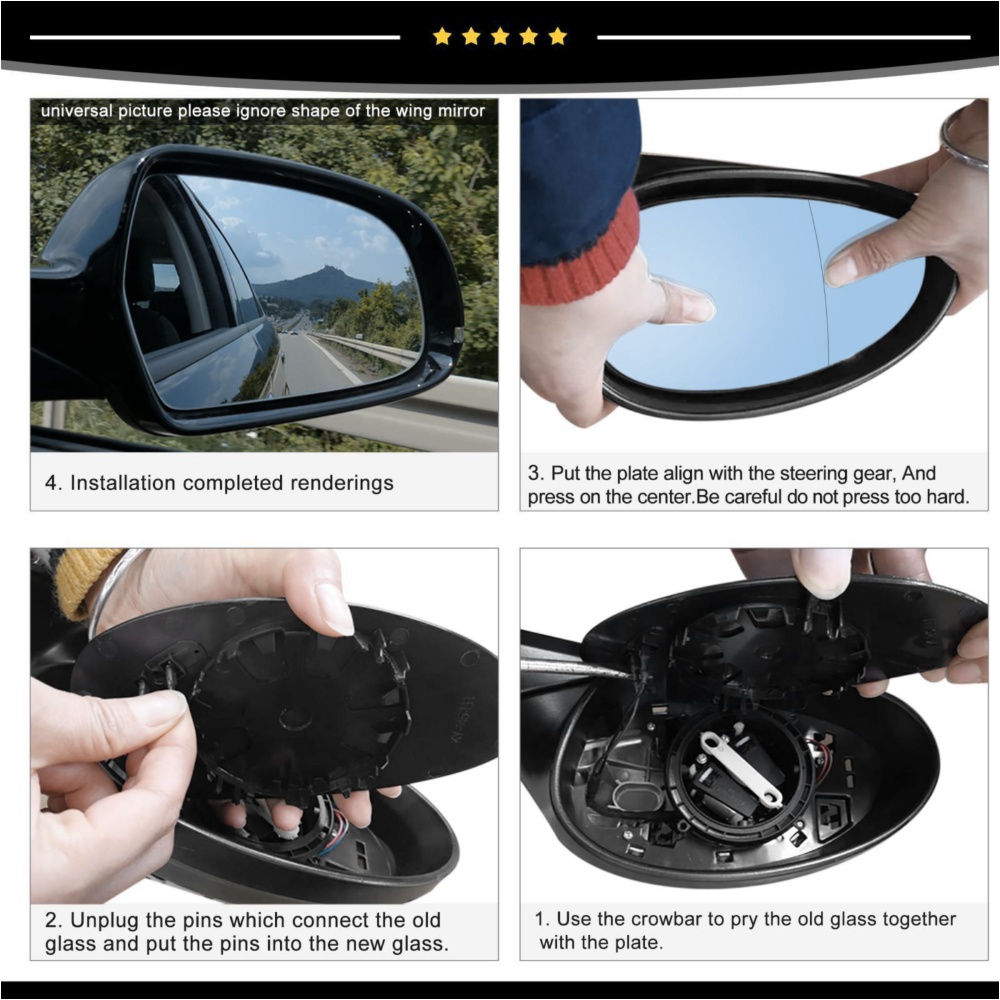 universal picture please ignore shape of the wing mirror
4. Installation completed renderings
3. Put the plate align with the steering gear, And
press on the center.Be careful do not press too hard.
2. Unplug the pins which connect the old
glass and put the pins into the new glass.
1. Use the crowbar to pry the old glass together
with the plate.